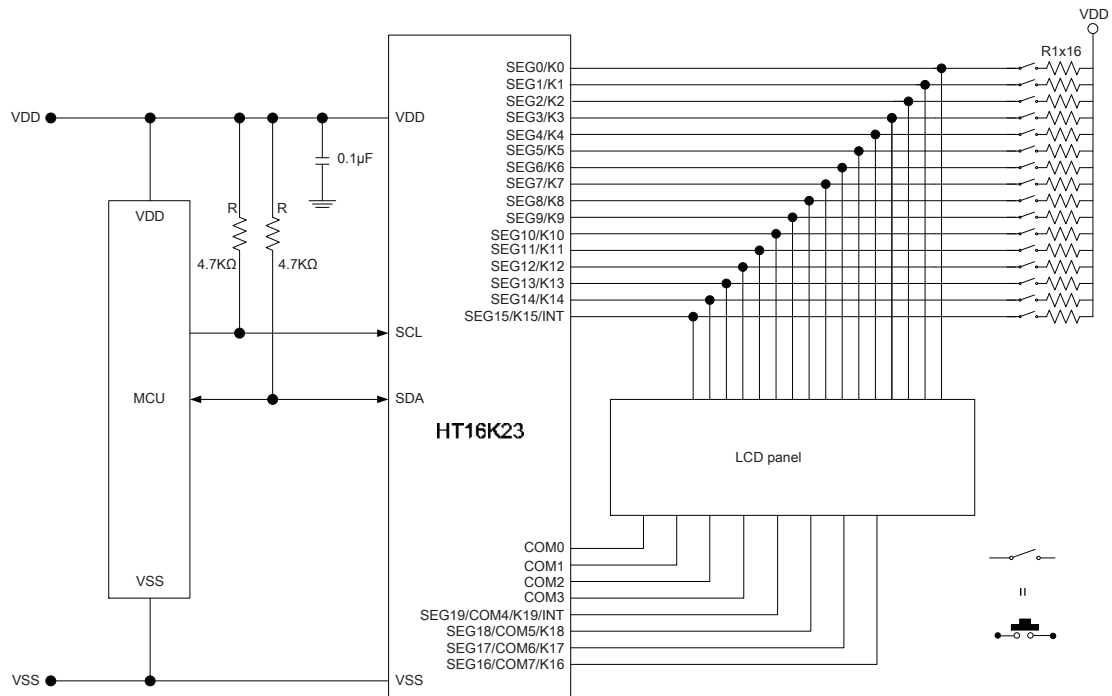 VDD
R1x16
SEG0/K0
SEG1/K1
SEG2/K2
SEG3/K3
SEG4/K4
SEG5/K5
SEG6/K6
SEG7/K7
SEG8/K8
SEG9/K9
SEG10/K10
SEG11/K11
SEG12/K12
SEG13/K13
SEG14/K14
SEG15/K15/INT
VDD
VDD
0.1µF
VDD
R
R
4.7KΩ
4.7KΩ
SCL
MCU
SDA
HT16K23
LCD panel
COM0
COM1
COM2
COM3
SEG19/COM4/K19/INT
SEG18/COM5/K18
SEG17/COM6/K17
SEG16/COM7/K16
VSS
VSS
VSS
=